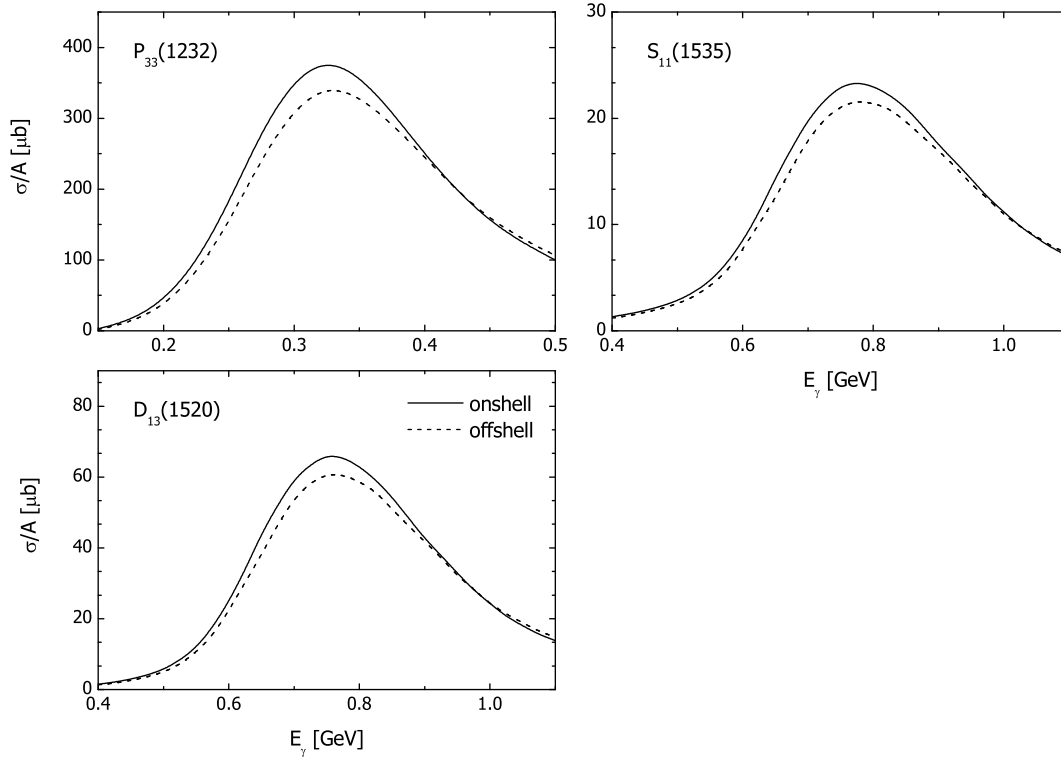 P33(1232)
σ/A [μb]
400
300
200
100
0
0.2
0.3
0.4
0.5
S11(1535)
30
20
10
0
0.4
0.6
0.8
1.0
Eγ [GeV]
D13(1520)
onshell
offshell
σ/A [μb]
80
60
40
20
0
0.4
0.6
0.8
1.0
Eγ [GeV]